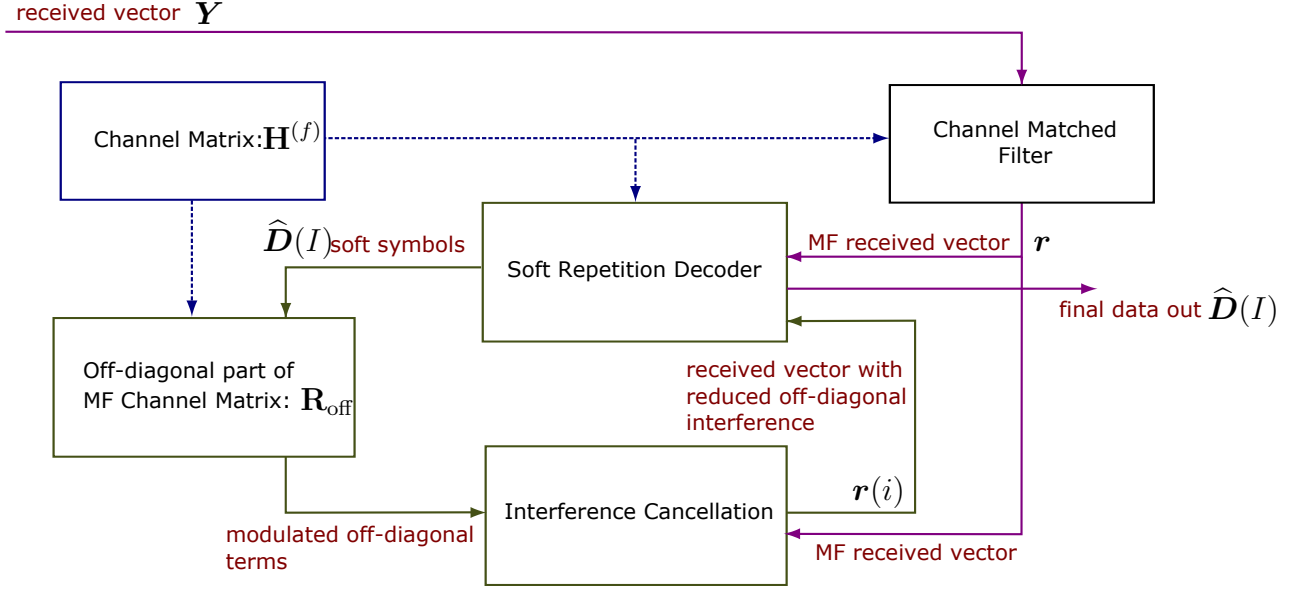 received vector Y
Channel Matrix: H^(f)
Channel Matched
Filter
D̂(I) soft symbols
MF received vector r
Soft Repetition Decoder
final data out D̂(I)
Off-diagonal part of
MF Channel Matrix: R_off
received vector with
reduced off-diagonal
interference
r(i)
Interference Cancellation
modulated off-diagonal
terms
MF received vector